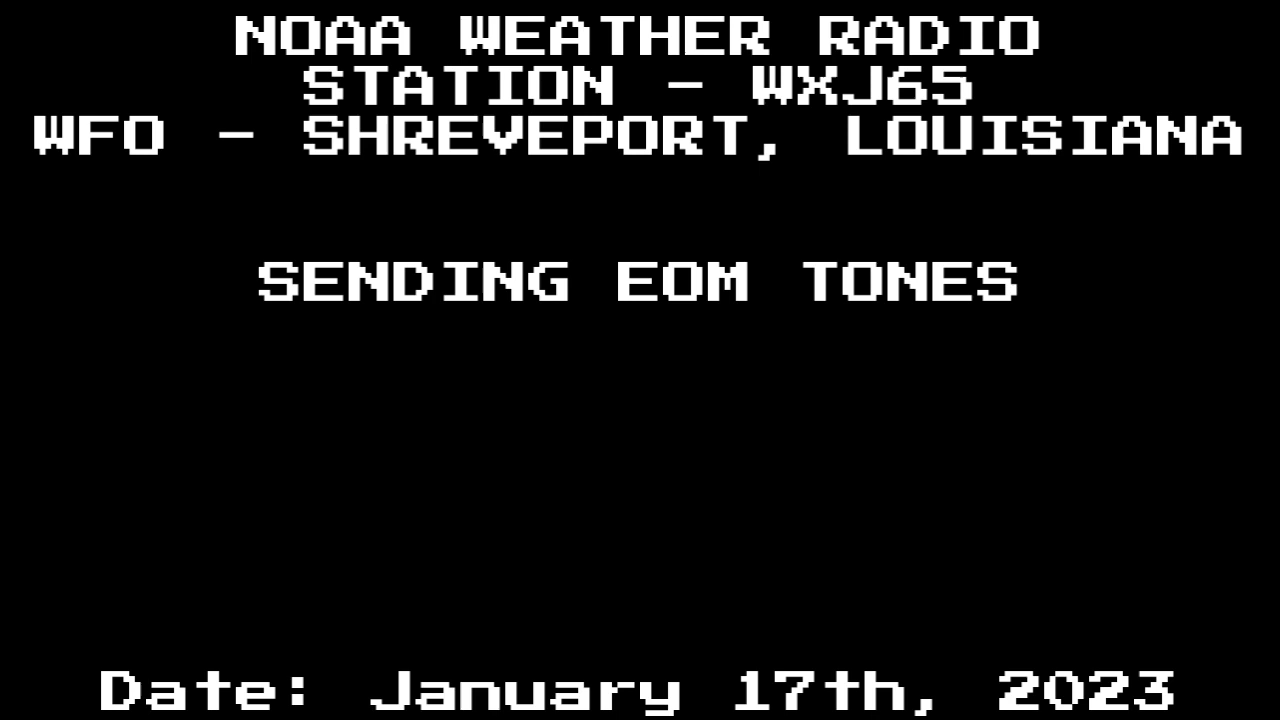 NOAA WEATHER RADIO
STATION - WXJ65
WFO - SHREVEPORT, LOUISIANA
SENDING EOM TONES
Date: January 17th, 2023